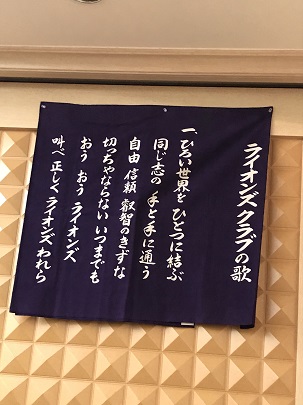 ライオンズクラブの歌
一、ひろい世界を ひとつに結ぶ
同じ志の 手と手に通う
自由 信頼 叡智のきずな
切っちゃならない いつまでも
おう おう ライオンズ
叫べ 正しく ライオンズ われら